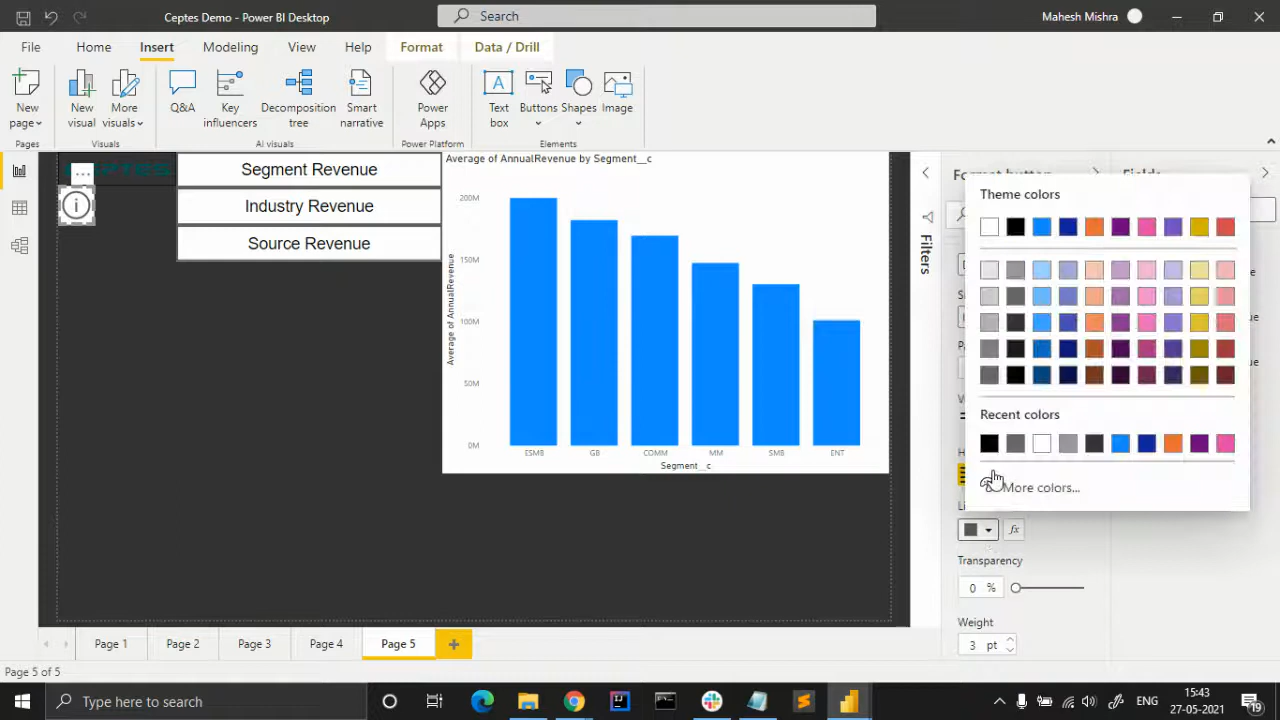 Ceptes Demo - Power BI Desktop
Search
Mahesh Mishra
File
Home
Insert
Modeling
View
Help
Format
Data / Drill
New page
New visual
More visuals
Q&A
Key influencers
Decomposition tree
Smart narrative
Power Apps
Text box
Buttons
Shapes
Image
Pages
Visuals
AI visuals
Power Platform
Elements
Segment Revenue
Industry Revenue
Source Revenue
Average of AnnualRevenue by Segment__c
Average of AnnualRevenue
200M
150M
100M
50M
0M
ESMB
GB
COMM
MM
SMB
ENT
Segment__c
Filters
Format button
Fields
Theme colors
Recent colors
More colors...
fx
Transparency
0 %
Weight
3 pt
Page 1
Page 2
Page 3
Page 4
Page 5
Page 5 of 5
Type here to search
ENG
15:43
27-05-2021
19